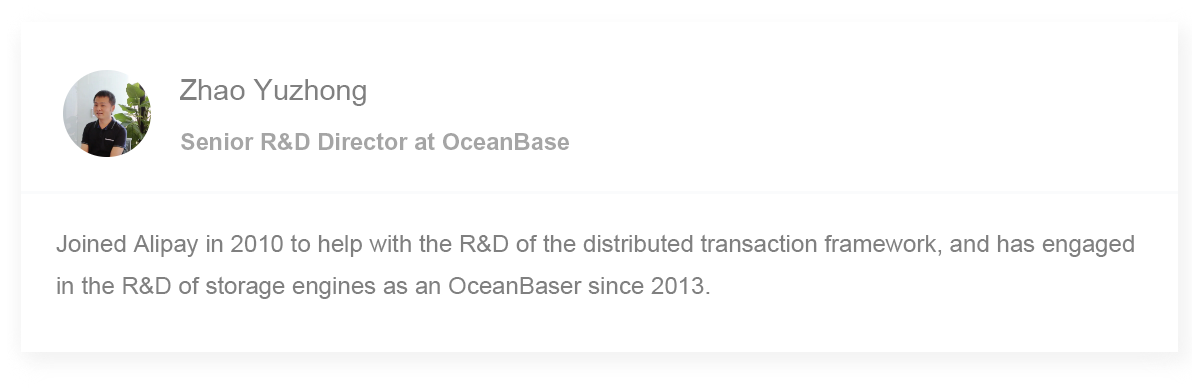 Zhao Yuzhong
Senior R&D Director at OceanBase
Joined Alipay in 2010 to help with the R&D of the distributed transaction framework, and has engaged
in the R&D of storage engines as an OceanBaser since 2013.